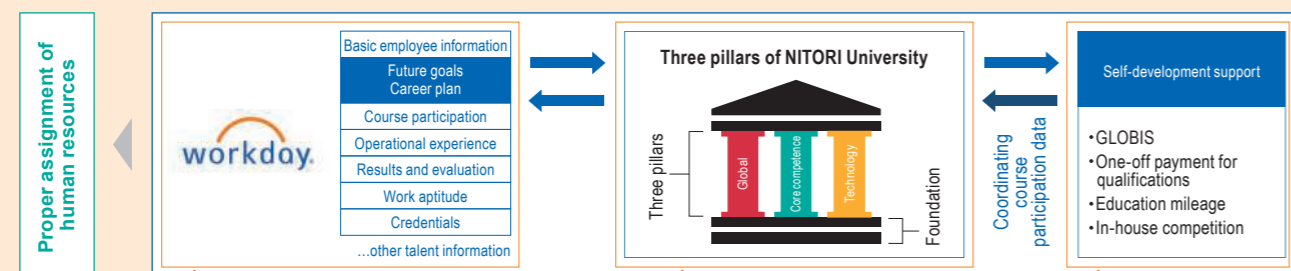 Proper assignment of
human resources
workday.
Basic employee information
Future goals
Career plan
Course participation
Operational experience
Results and evaluation
Work aptitude
Credentials
…other talent information
Three pillars of NITORI University
Three pillars
Global
Core competence
Technology
Foundation
Coordinating
course
participation data
Self-development support
•GLOBIS
•One-off payment for
qualifications
•Education mileage
•In-house competition